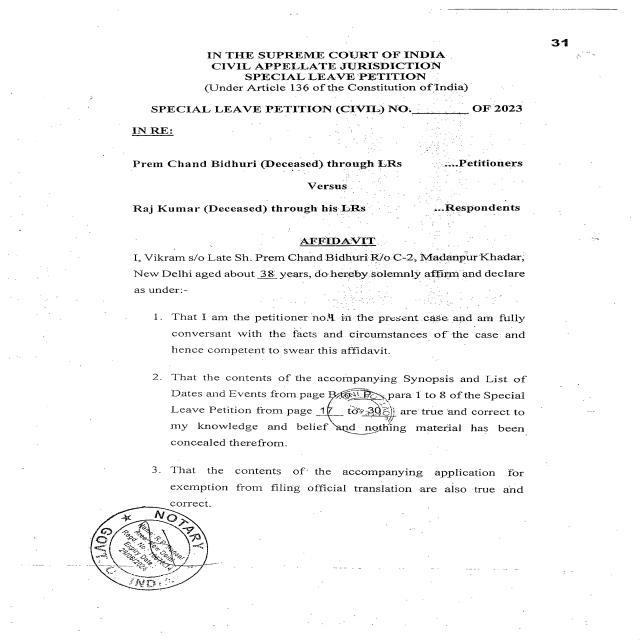 31
IN THE SUPREME COURT OF INDIA
CIVIL APPELLATE JURISDICTION
SPECIAL LEAVE PETITION
(Under Article 136 of the Constitution of India)
SPECIAL LEAVE PETITION (CIVIL) NO.________ OF 2023
IN RE:
Prem Chand Bidhuri (Deceased) through LRs ....Petitioners
Versus
Raj Kumar (Deceased) through his LRs ...Respondents
AFFIDAVIT
I, Vikram s/o Late Sh. Prem Chand Bidhuri R/o C-2, Madanpur Khadar,
New Delhi aged about 38 years, do hereby solemnly affirm and declare
as under:-
1. That I am the petitioner no.4 in the present case and am fully
conversant with the facts and circumstances of the case and
hence competent to swear this affidavit.
2. That the contents of the accompanying Synopsis and List of
Dates and Events from page B to para 1 to 8 of the Special
Leave Petition from page 17 to 30 are true and correct to
my knowledge and belief and nothing material has been
concealed therefrom.
3. That the contents of the accompanying application for
exemption from filing official translation are also true and
correct.
NOTARY
GOVT.
INDIA
Expiry Date